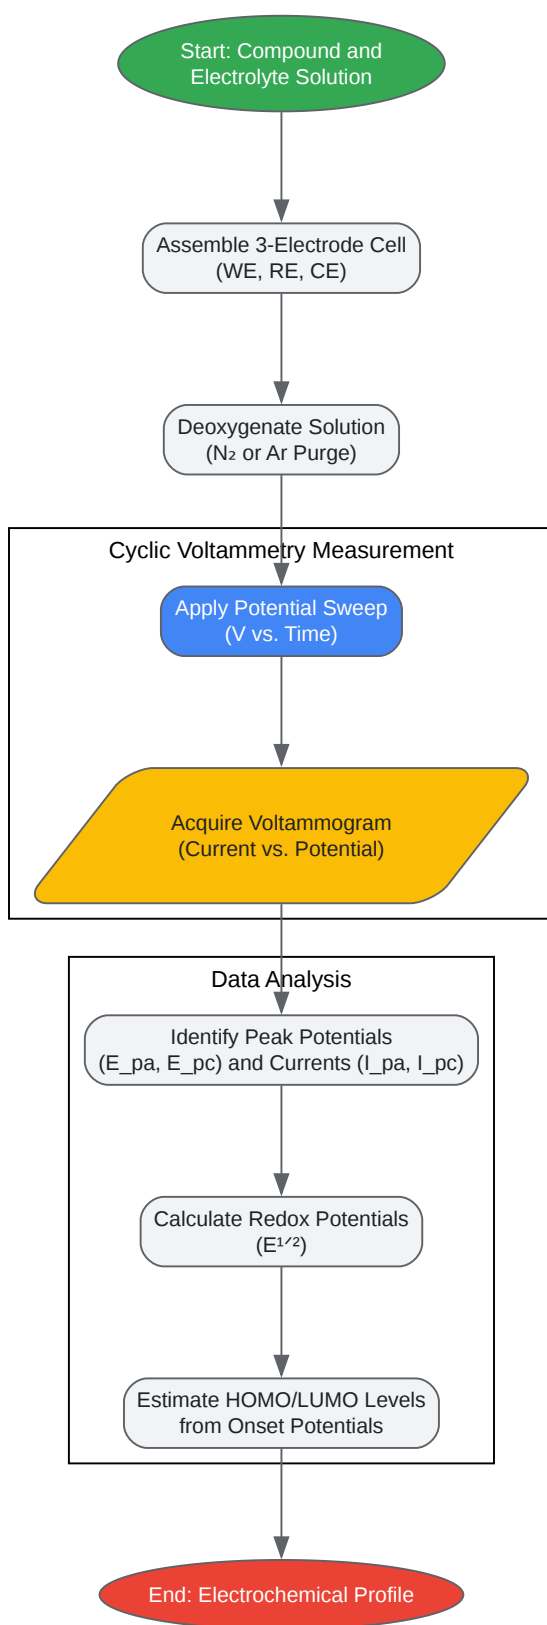 Start: Compound and
Electrolyte Solution
Assemble 3-Electrode Cell
(WE, RE, CE)
Deoxygenate Solution
(N₂ or Ar Purge)
Cyclic Voltammetry Measurement
Apply Potential Sweep
(V vs. Time)
Acquire Voltammogram
(Current vs. Potential)
Data Analysis
Identify Peak Potentials
(E_pa, E_pc) and Currents (I_pa, I_pc)
Calculate Redox Potentials
(E¹ᐟ²)
Estimate HOMO/LUMO Levels
from Onset Potentials
End: Electrochemical Profile